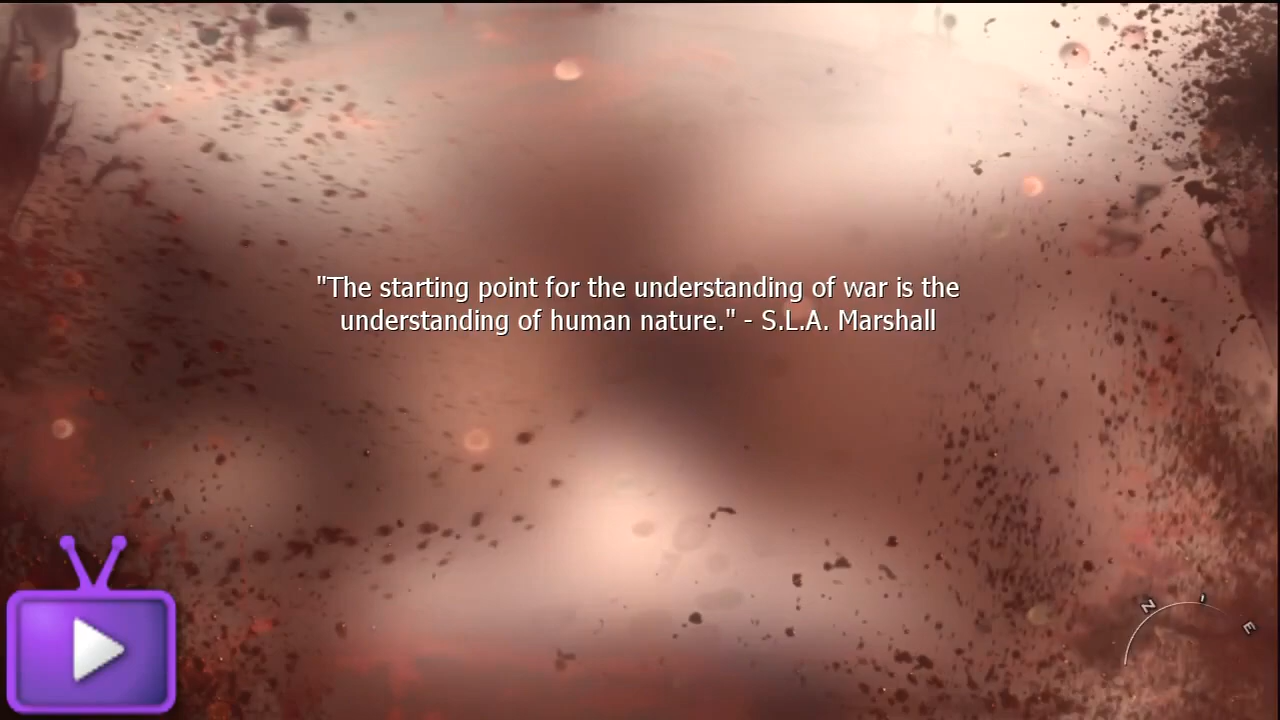 "The starting point for the understanding of war is the
understanding of human nature." - S.L.A. Marshall
N
E